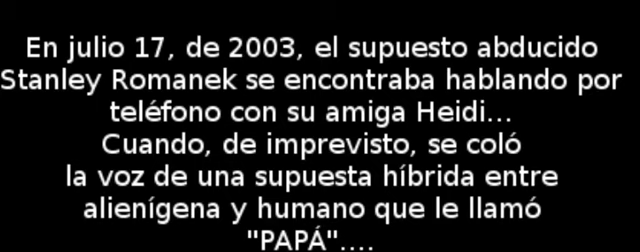 En julio 17, de 2003, el supuesto abducido
Stanley Romanek se encontraba hablando por
teléfono con su amiga Heidi...
Cuando, de imprevisto, se coló
la voz de una supuesta híbrida entre
alienígena y humano que le llamó
"PAPÁ"....